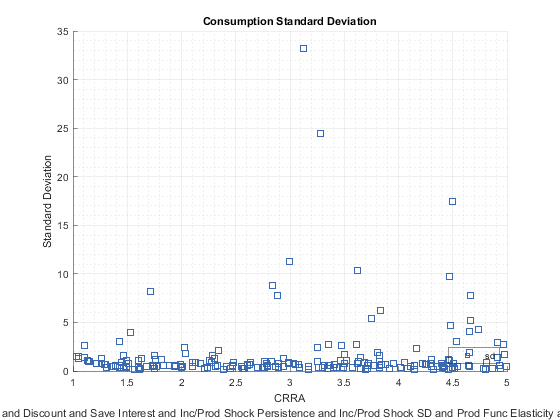 Consumption Standard Deviation
35
30
25
20
15
10
5
0
Standard Deviation
sd
1 1.5 2 2.5 3 3.5 4 4.5 5
CRRA
and Discount and Save Interest and Inc/Prod Shock Persistence and Inc/Prod Shock SD and Prod Func Elasticity a